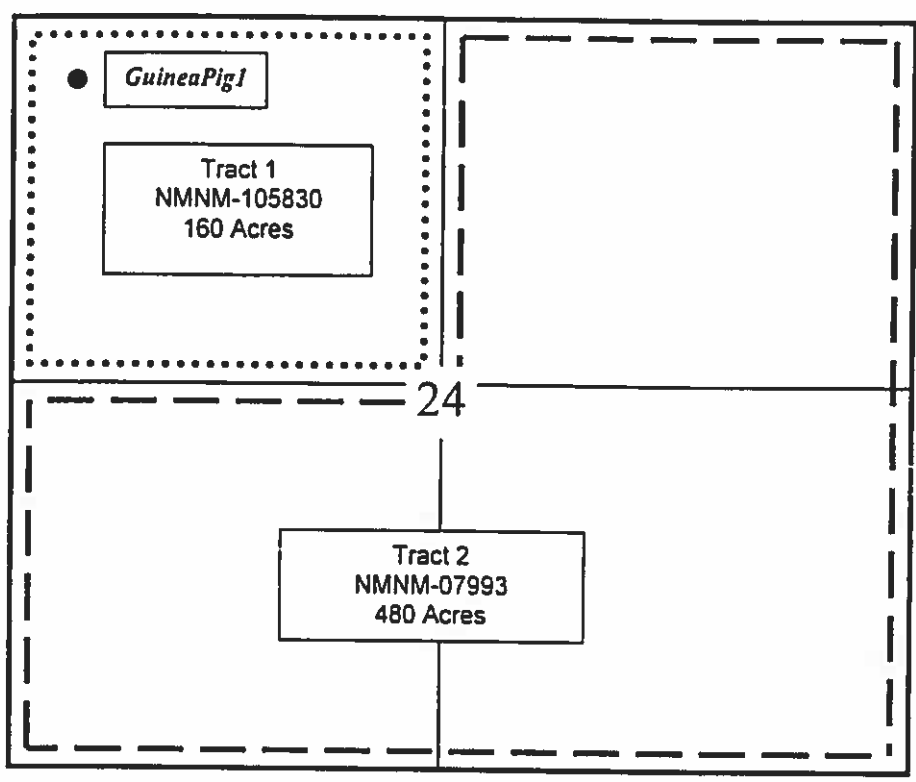 GuineaPig1
Tract 1
NMNM-105830
160 Acres
24
Tract 2
NMNM-07993
480 Acres